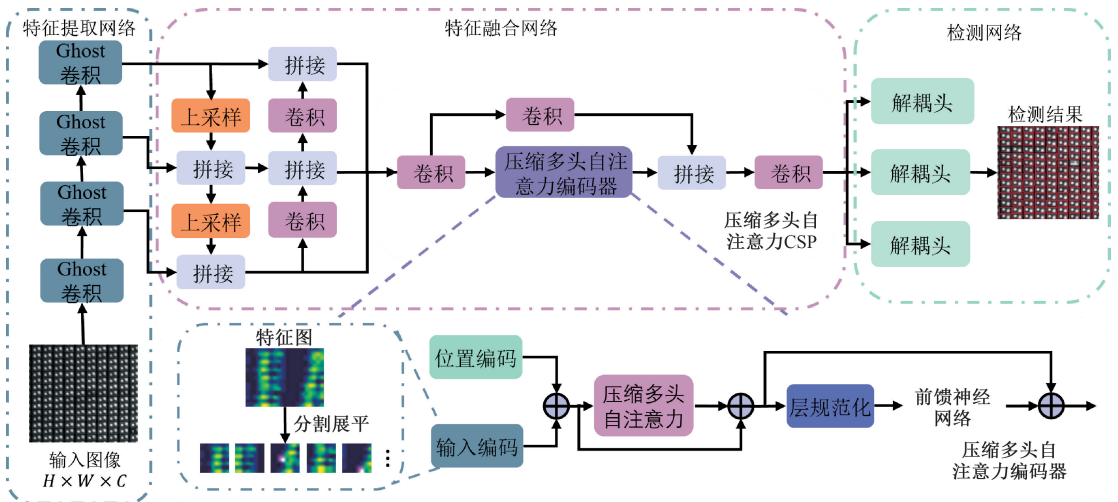 特征提取网络
Ghost
卷积
Ghost
卷积
Ghost
卷积
Ghost
卷积
输入图像
H × W × C
特征融合网络
拼接
上采样
卷积
拼接
拼接
上采样
卷积
拼接
卷积
卷积
压缩多头自注
意力编码器
拼接
卷积
压缩多头自
注意力CSP
检测网络
解耦头
解耦头
解耦头
检测结果
特征图
分割展平
位置编码
输入编码
压缩多头
自注意力
层规范化
前馈神经
网络
压缩多头自
注意力编码器